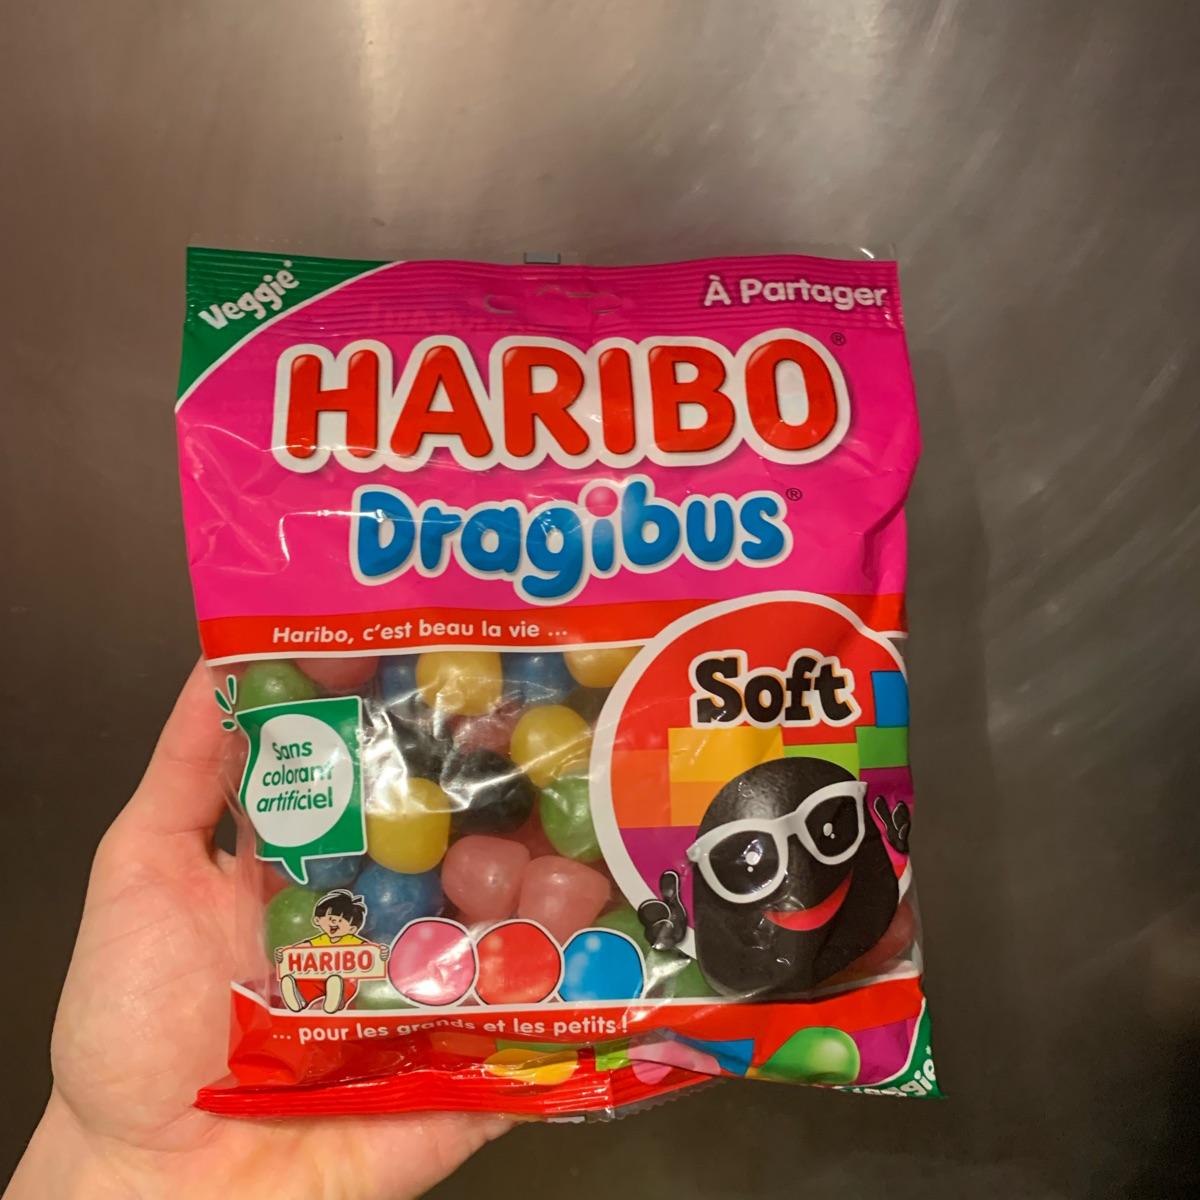 Veggie*
À Partager
HARIBO®
Dragibus®
Haribo, c'est beau la vie ...
Soft
Sans
colorant
artificiel
HARIBO
... pour les grands et les petits !
Veggie